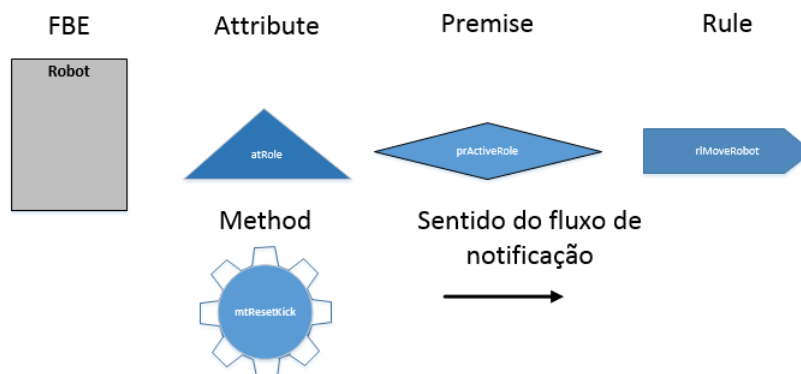 FBE
Attribute
Premise
Rule
Robot
atRole
prActiveRole
rlMoveRobot
Method
Sentido do fluxo de
notificação
mtResetKick